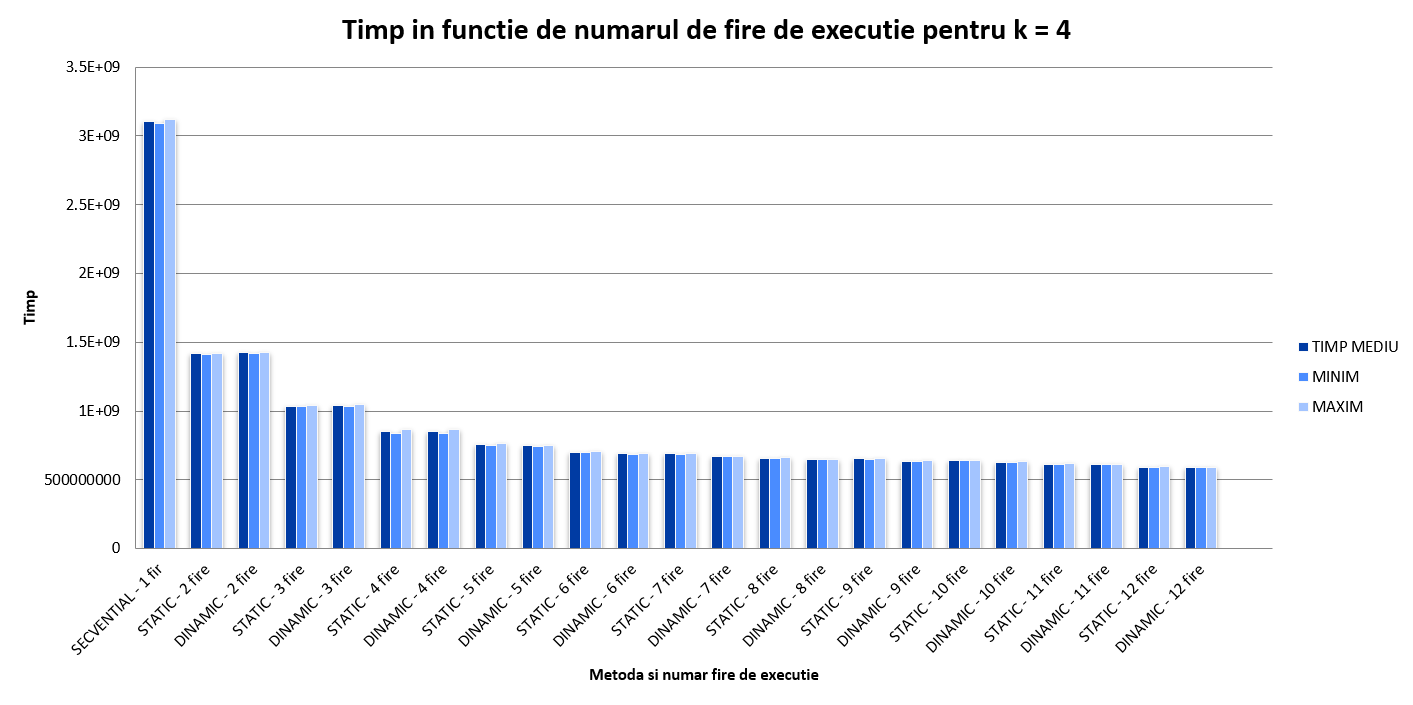 Timp in functie de numarul de fire de executie pentru k = 4
3.5E+09
3E+09
2.5E+09
2E+09
1.5E+09
1E+09
500000000
0
Timp
SECVENTIAL - 1 fir
STATIC - 2 fire
DINAMIC - 2 fire
STATIC - 3 fire
DINAMIC - 3 fire
STATIC - 4 fire
DINAMIC - 4 fire
STATIC - 5 fire
DINAMIC - 5 fire
STATIC - 6 fire
DINAMIC - 6 fire
STATIC - 7 fire
DINAMIC - 7 fire
STATIC - 8 fire
DINAMIC - 8 fire
STATIC - 9 fire
DINAMIC - 9 fire
STATIC - 10 fire
DINAMIC - 10 fire
STATIC - 11 fire
DINAMIC - 11 fire
STATIC - 12 fire
DINAMIC - 12 fire
Metoda si numar fire de executie
TIMP MEDIU
MINIM
MAXIM